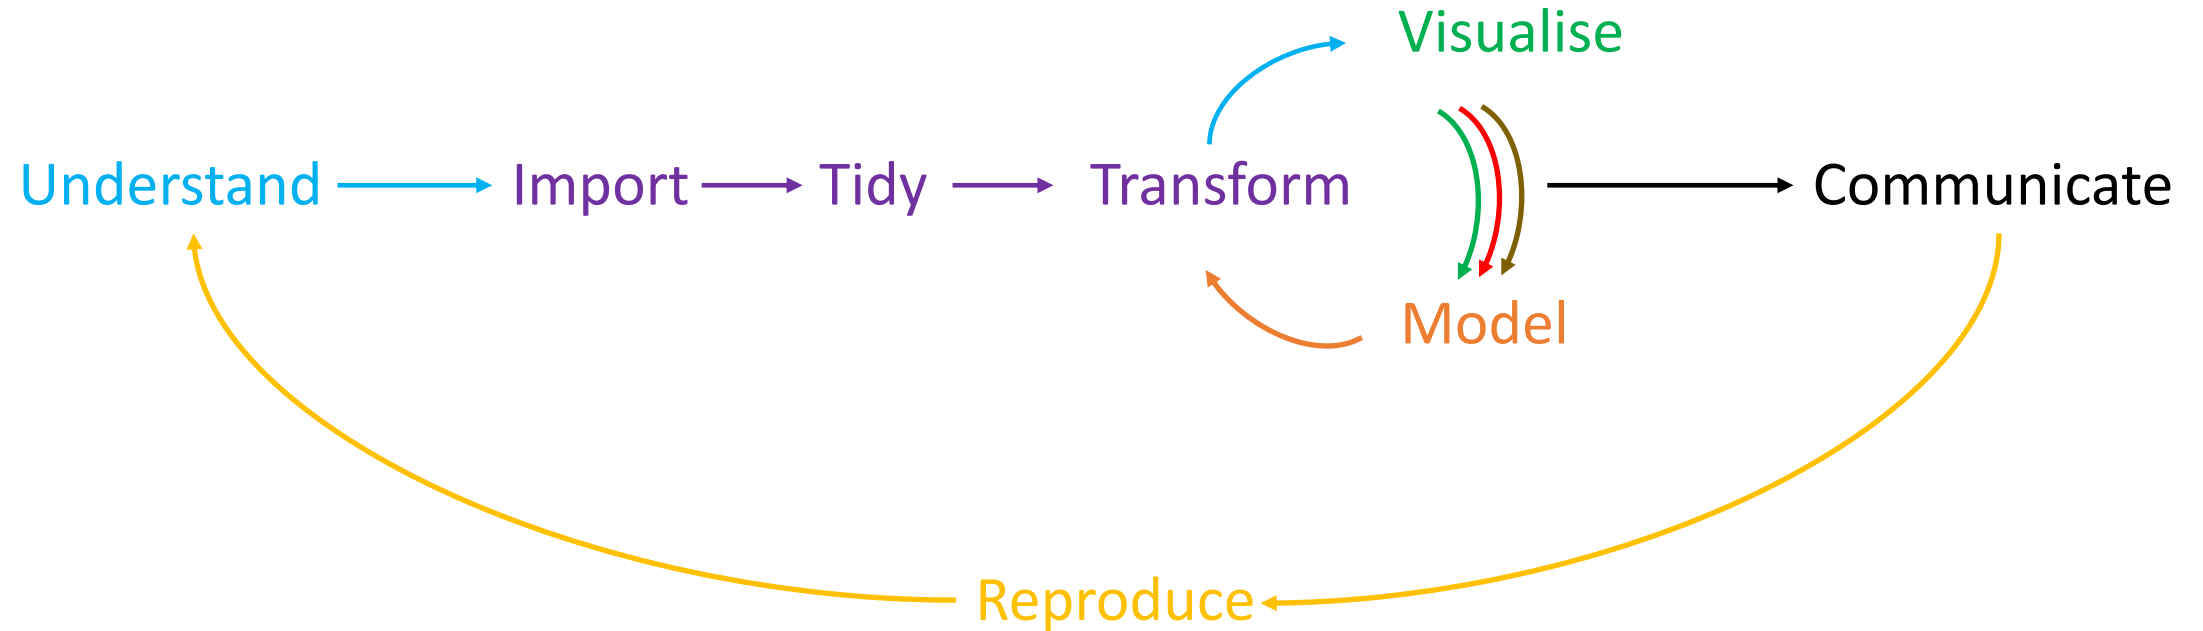 Visualise
Understand
Import
Tidy
Transform
Communicate
Model
Reproduce